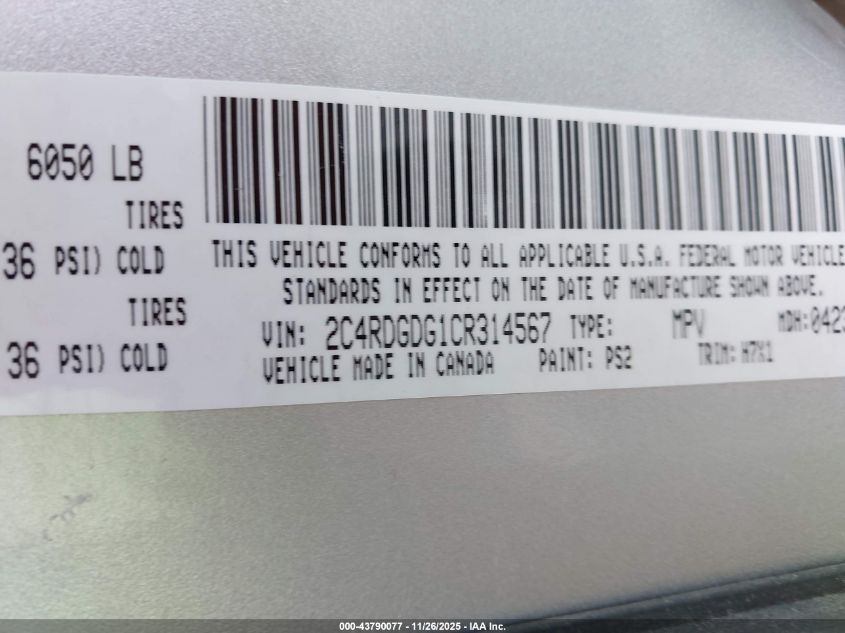 6050 LB
TIRES
36 PSI) COLD
TIRES
36 PSI) COLD
THIS VEHICLE CONFORMS TO ALL APPLICABLE U.S.A. FEDERAL MOTOR VEHICLE
STANDARDS IN EFFECT ON THE DATE OF MANUFACTURE SHOWN ABOVE.
VIN: 2C4RDGDG1CR314567 TYPE: MPV MDH:0423
VEHICLE MADE IN CANADA PAINT: PS2 TRIM: H7X1
000-43790077 - 11/26/2025 - IAA Inc.